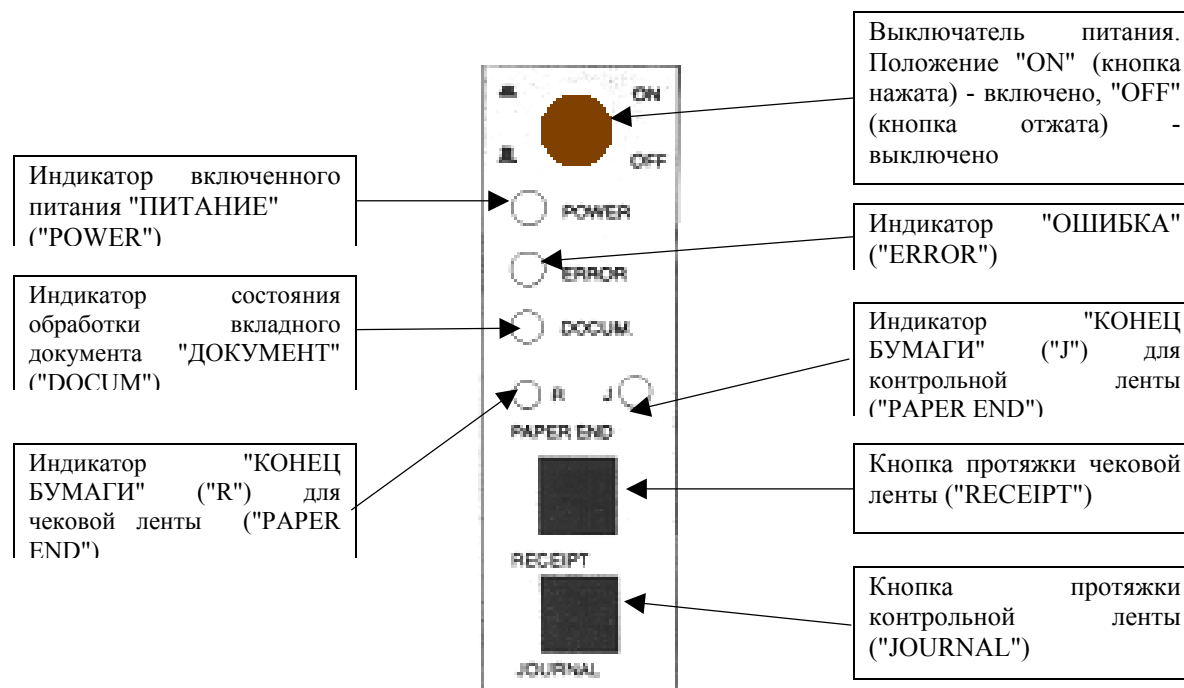 Выключатель питания.
Положение "ON" (кнопка
нажата) - включено, "OFF"
(кнопка отжата) -
выключено
Индикатор включенного
питания "ПИТАНИЕ"
("POWER")
Индикатор "ОШИБКА"
("ERROR")
Индикатор состояния
обработки вкладного
документа "ДОКУМЕНТ"
("DOCUM")
Индикатор "КОНЕЦ
БУМАГИ" ("J") для
контрольной ленты
("PAPER END")
Индикатор "КОНЕЦ
БУМАГИ" ("R") для
чековой ленты ("PAPER
END")
Кнопка протяжки чековой
ленты ("RECEIPT")
Кнопка протяжки
контрольной ленты
("JOURNAL")
ON
OFF
POWER
ERROR
DOCUM.
R J
PAPER END
RECEIPT
JOURNAL